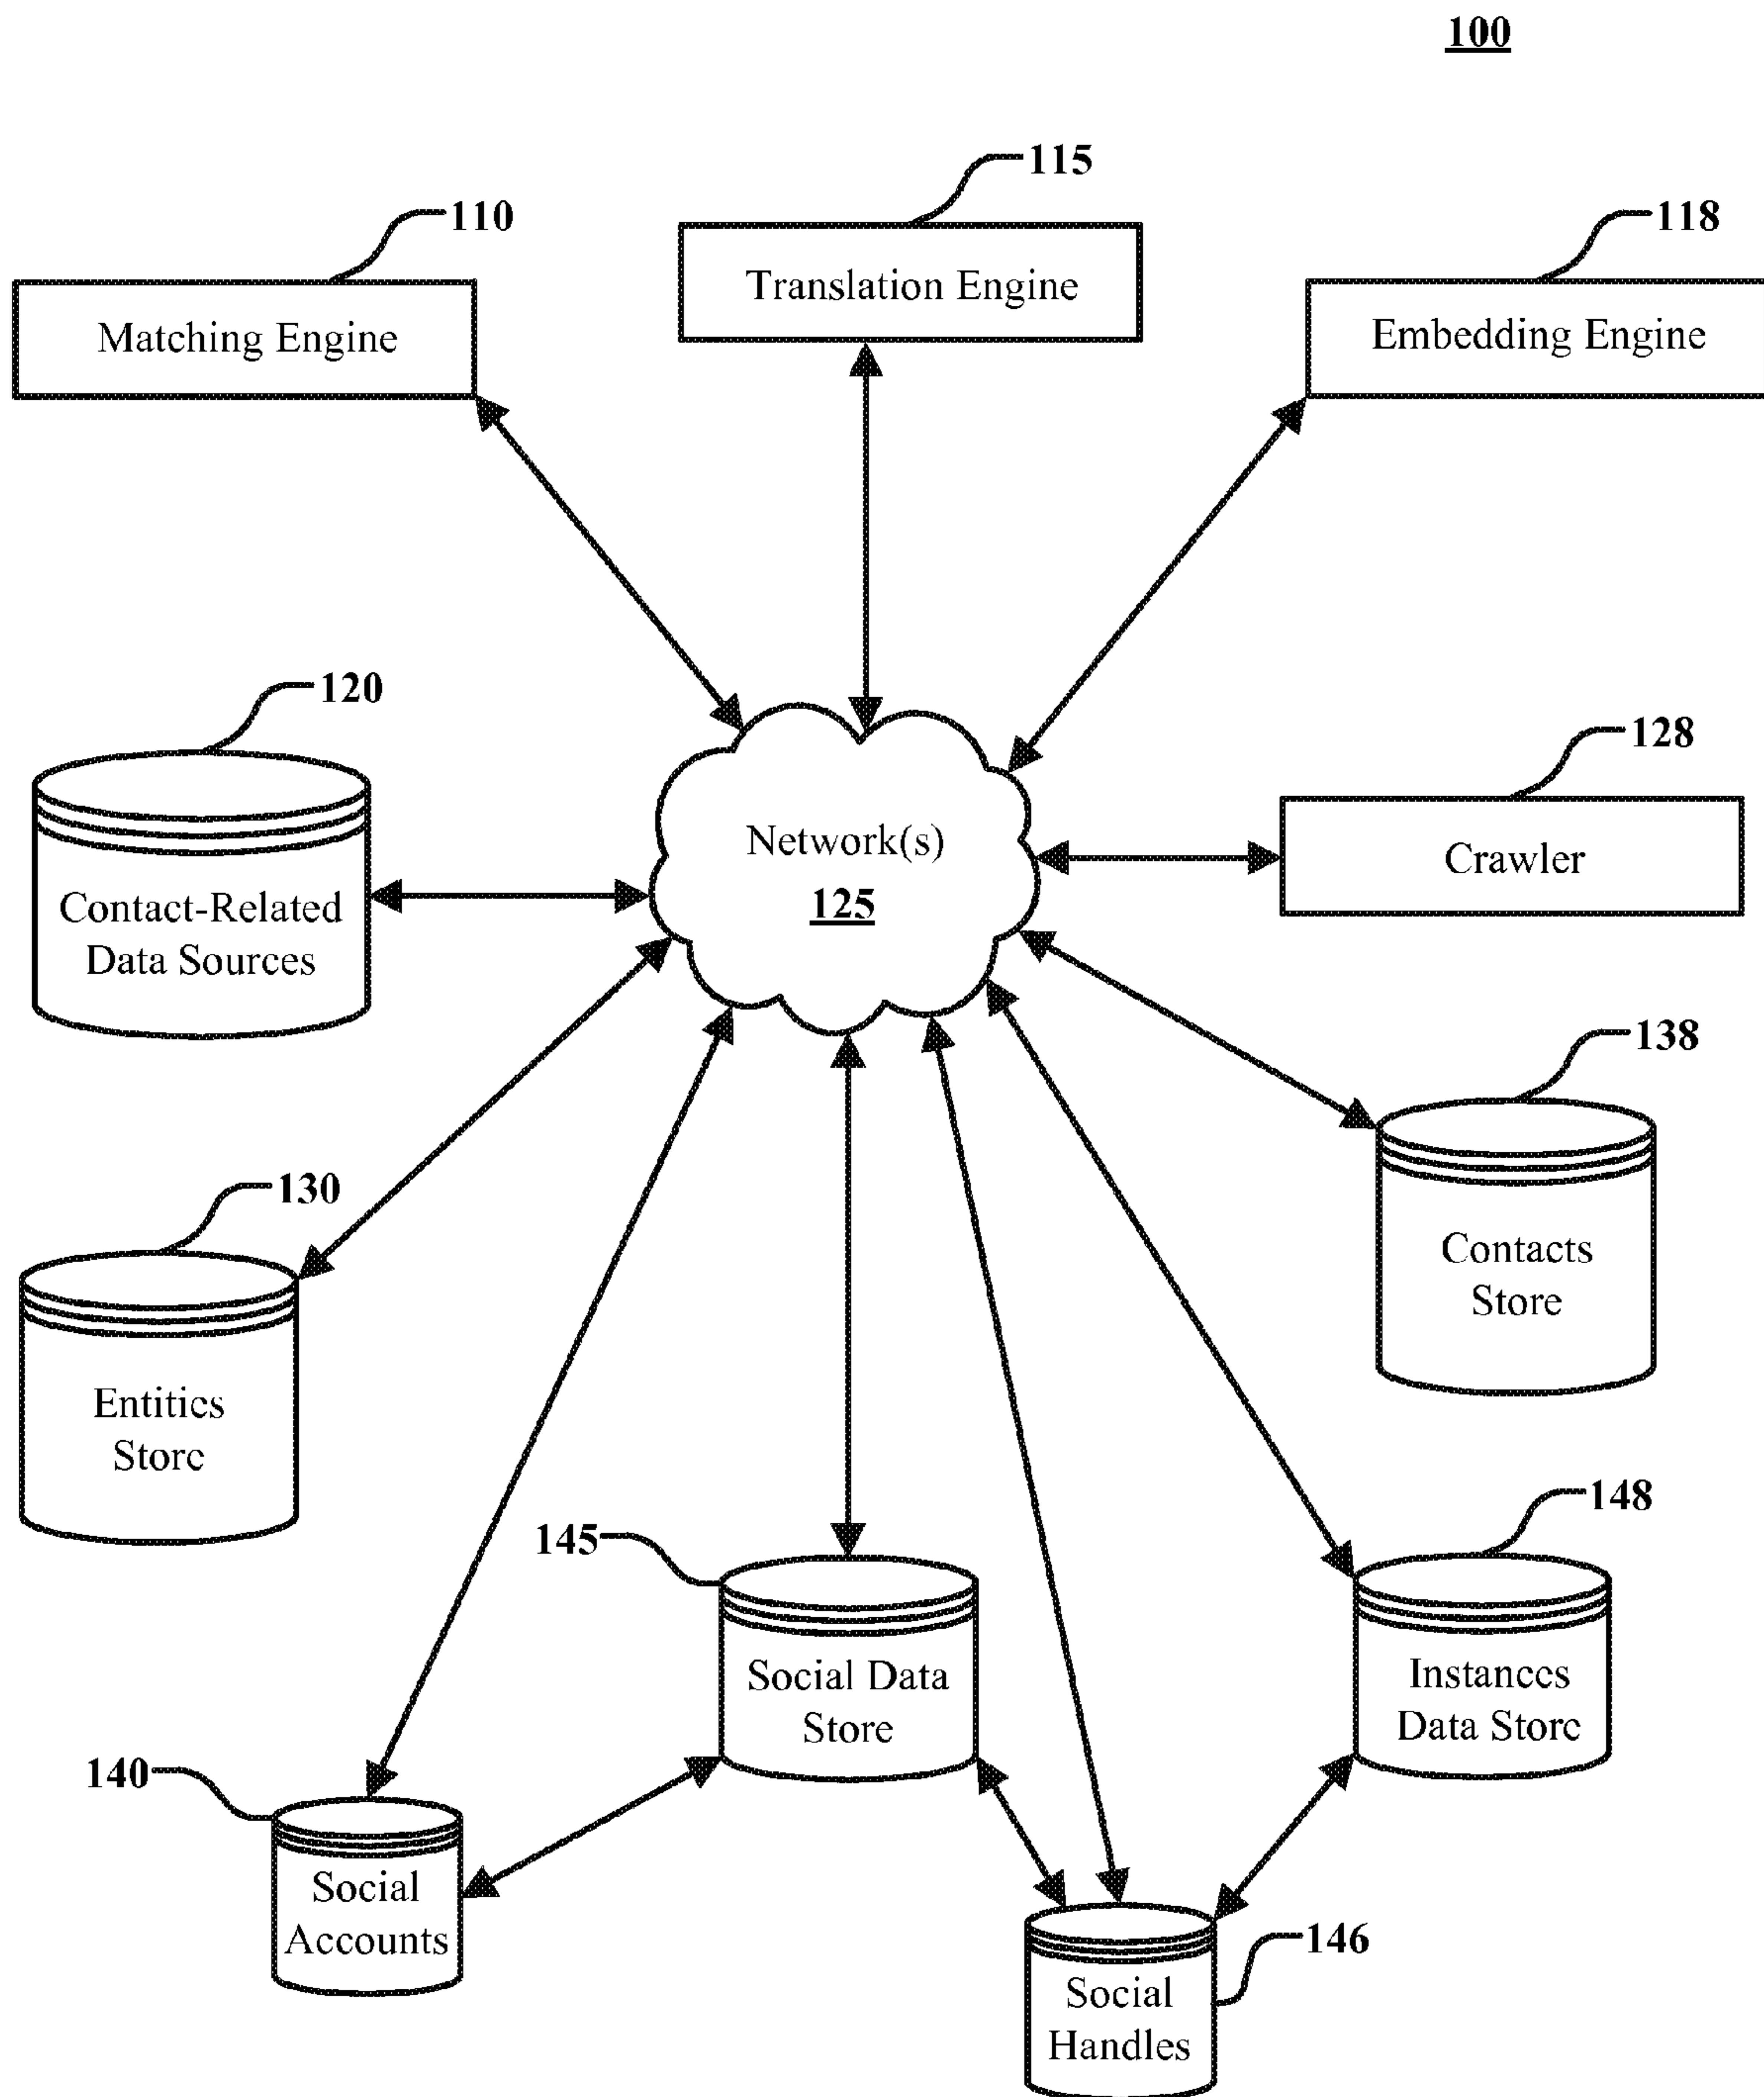 100
115
110
118
Translation Engine
Matching Engine
Embedding Engine
120
128
Network(s)
125
Crawler
Contact-Related
Data Sources
138
130
Contacts
Store
Entities
Store
148
145
Social Data
Store
Instances
Data Store
140
Social
Accounts
146
Social
Handles